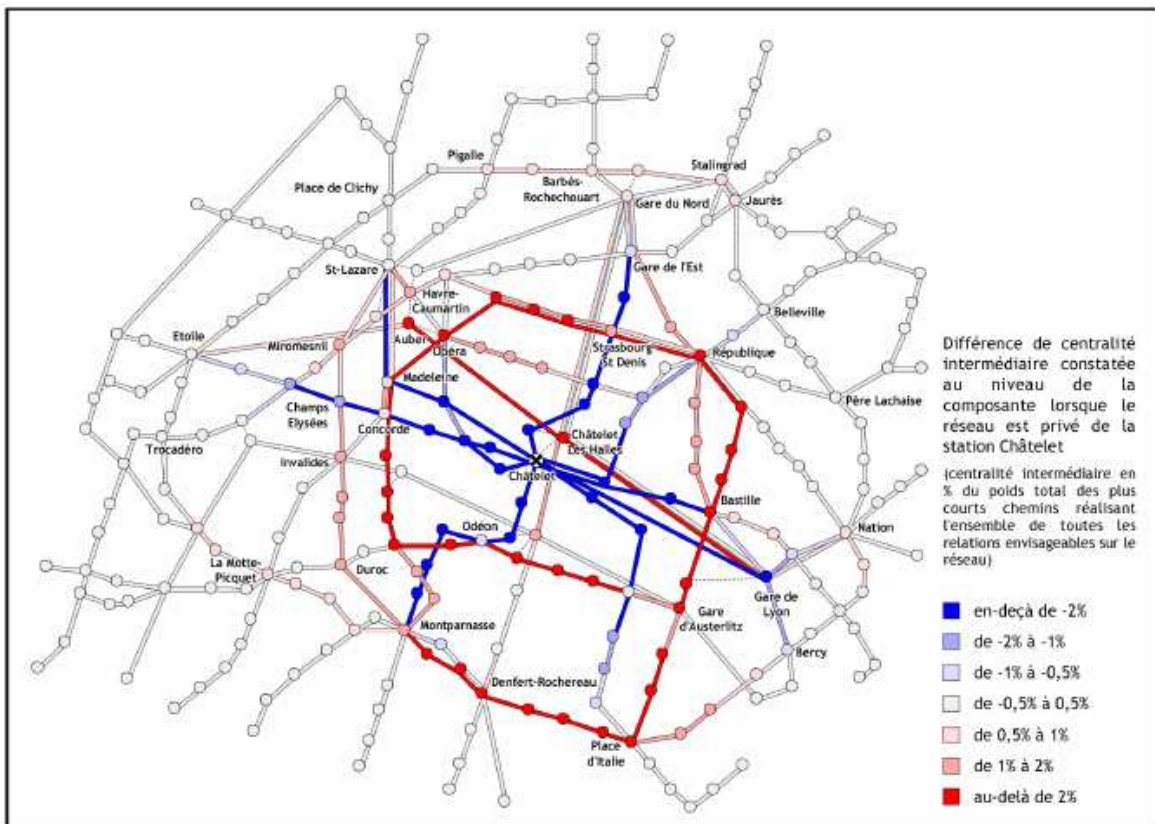 Pigalle
Stalingrad
Place de Clichy
Barbés-
Rochechouart
Gare du Nord
Jaurès
St-Lazare
Gare de l'Est
Havre-
Caumartin
Belleville
Etoile
Miromesnil
Auber
Opéra
Strasbourg
St Denis
République
Madeleine
Père Lachaise
Champs
Elysées
Concorde
Châtelet
Les Halles
Trocadéro
Invalides
Châtelet
Bastille
Odéon
Nation
La Motte-
Picquet
Duroc
Gare de
Lyon
Gare
d'Austerlitz
Montparnasse
Bercy
Denfert-Rochereau
Place
d'Italie
Différence de centralité
intermédiaire constatée
au niveau de la
composante lorsque le
réseau est privé de la
station Châtelet
(centralité intermédiaire en
% du poids total des plus
courts chemins réalisant
l'ensemble de toutes les
relations envisageables sur le
réseau)
en-deçà de -2%
de -2% à -1%
de -1% à -0,5%
de -0,5% à 0,5%
de 0,5% à 1%
de 1% à 2%
au-delà de 2%